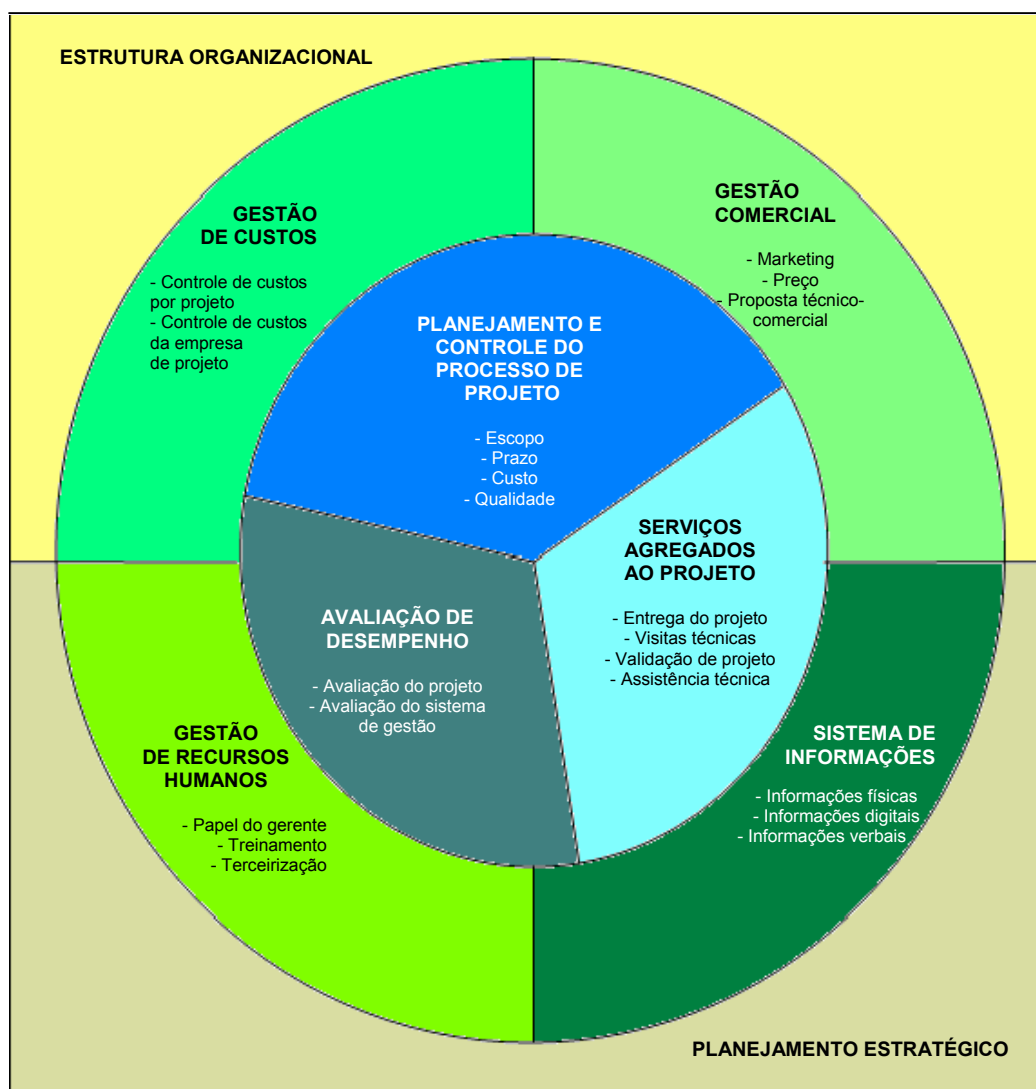 ESTRUTURA ORGANIZACIONAL
GESTÃO
DE CUSTOS
- Controle de custos
por projeto
- Controle de custos
da empresa
de projeto
GESTÃO
COMERCIAL
- Marketing
- Preço
- Proposta técnico-
comercial
PLANEJAMENTO E
CONTROLE DO
PROCESSO DE
PROJETO
- Escopo
- Prazo
- Custo
- Qualidade
SERVIÇOS
AGREGADOS
AO PROJETO
- Entrega do projeto
- Visitas técnicas
- Validação de projeto
- Assistência técnica
AVALIAÇÃO DE
DESEMPENHO
- Avaliação do projeto
- Avaliação do sistema
de gestão
GESTÃO
DE RECURSOS
HUMANOS
- Papel do gerente
- Treinamento
- Terceirização
SISTEMA DE
INFORMAÇÕES
- Informações físicas
- Informações digitais
- Informações verbais
PLANEJAMENTO ESTRATÉGICO